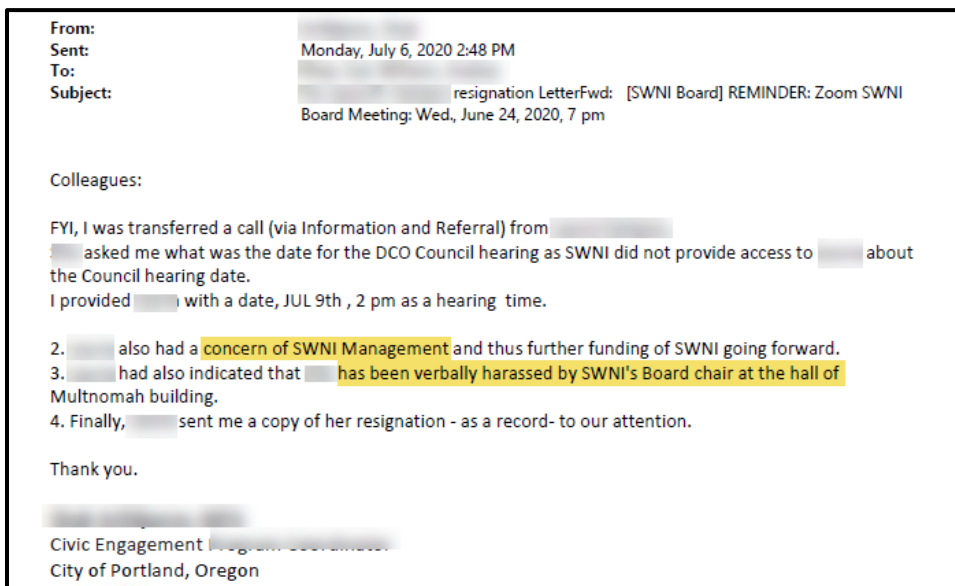 From:
Sent: Monday, July 6, 2020 2:48 PM
To:
Subject: resignation LetterFwd: [SWNI Board] REMINDER: Zoom SWNI
Board Meeting: Wed., June 24, 2020, 7 pm
Colleagues:
FYI, I was transferred a call (via Information and Referral) from
asked me what was the date for the DCO Council hearing as SWNI did not provide access to about
the Council hearing date.
I provided with a date, JUL 9th , 2 pm as a hearing time.
2. also had a concern of SWNI Management and thus further funding of SWNI going forward.
3. had also indicated that has been verbally harassed by SWNI's Board chair at the hall of
Multnomah building.
4. Finally, sent me a copy of her resignation - as a record- to our attention.
Thank you.
Civic Engagement
City of Portland, Oregon